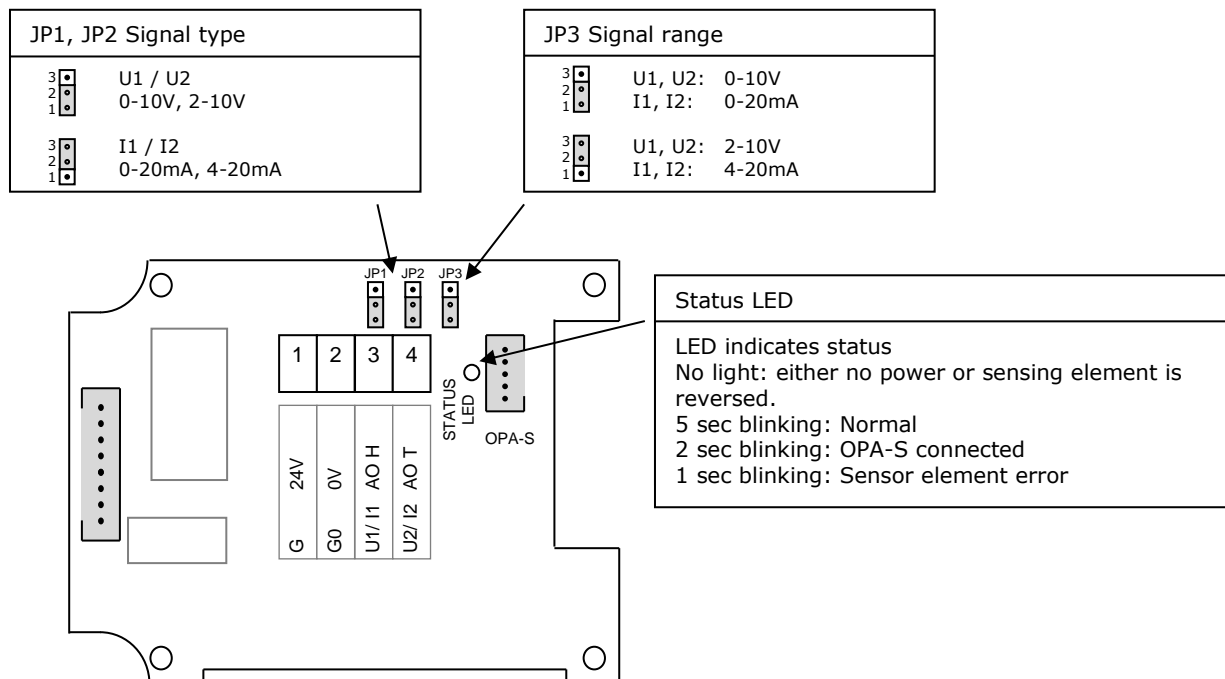 JP1, JP2 Signal type
3
2
1
U1 / U2
0-10V, 2-10V
3
2
1
I1 / I2
0-20mA, 4-20mA
JP3 Signal range
3
2
1
U1, U2: 0-10V
I1, I2: 0-20mA
3
2
1
U1, U2: 2-10V
I1, I2: 4-20mA
JP1 JP2 JP3
1 2 3 4
STATUS
LED
OPA-S
G 24V
G0 0V
U1/ I1 AO H
U2/ I2 AO T
Status LED
LED indicates status
No light: either no power or sensing element is
reversed.
5 sec blinking: Normal
2 sec blinking: OPA-S connected
1 sec blinking: Sensor element error